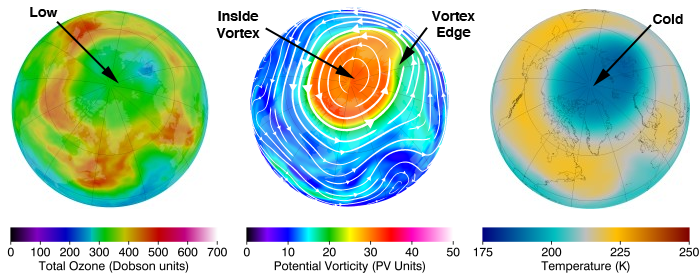 Low
Inside
Vortex
Vortex
Edge
Cold
0 100 200 300 400 500 600 700
Total Ozone (Dobson units)
0 10 20 30 40 50
Potential Vorticity (PV Units)
175 200 225 250
Temperature (K)